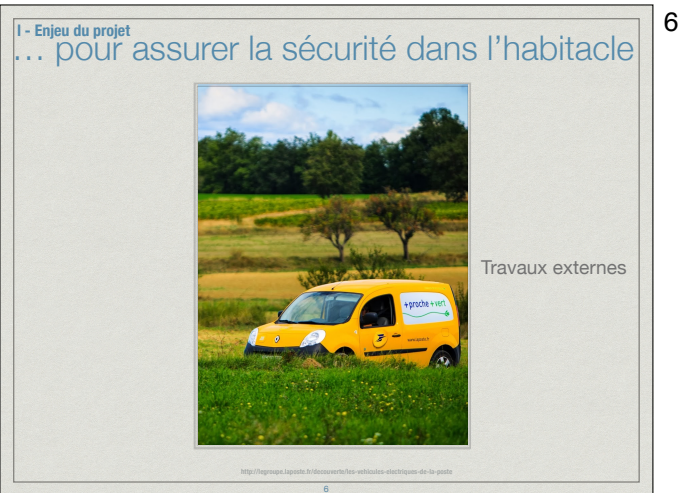 6
I - Enjeu du projet
... pour assurer la sécurité dans l'habitacle
+proche+vert
Travaux externes
http://legroupe.laposte.fr/decouverte/les-vehicules-electriques-de-la-poste
6